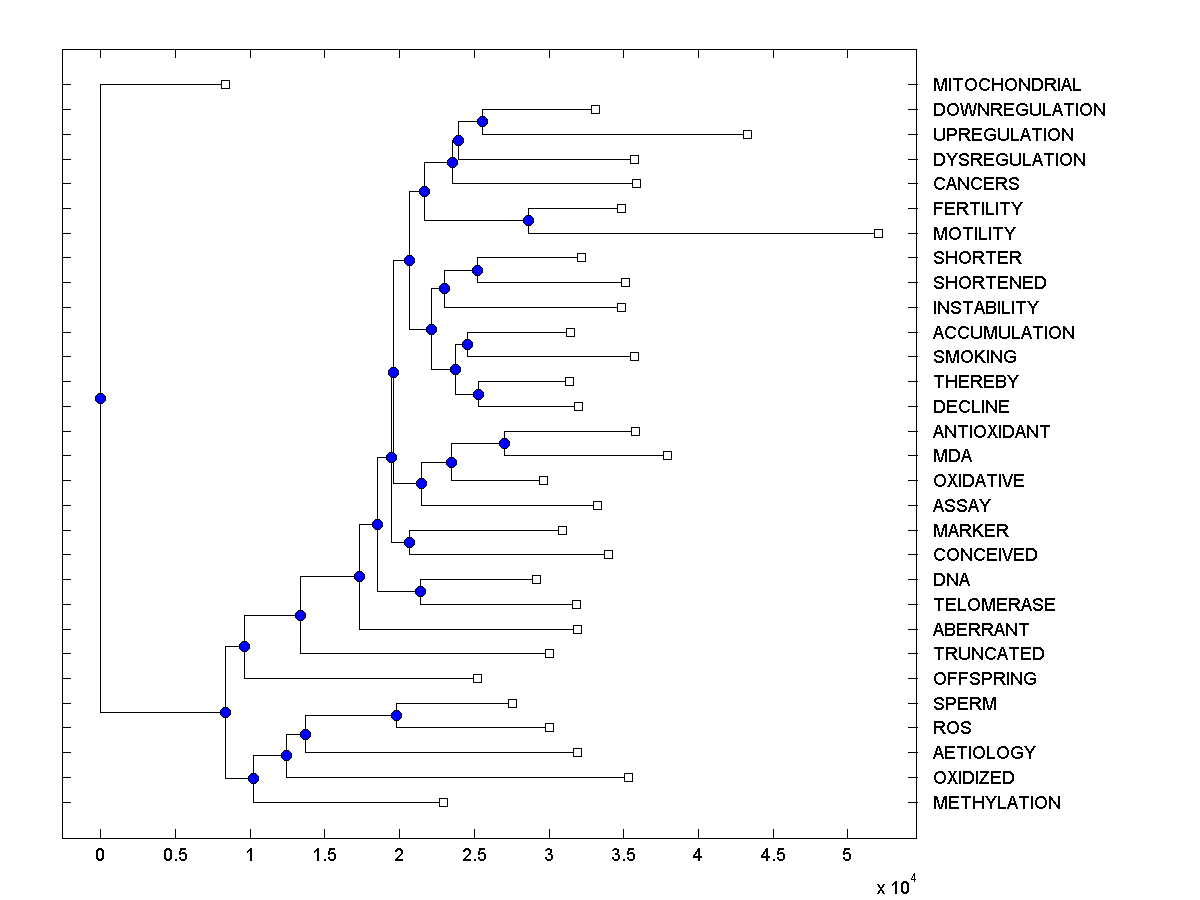 MITOCHONDRIAL
DOWNREGULATION
UPREGULATION
DYSREGULATION
CANCERS
FERTILITY
MOTILITY
SHORTER
SHORTENED
INSTABILITY
ACCUMULATION
SMOKING
THEREBY
DECLINE
ANTIOXIDANT
MDA
OXIDATIVE
ASSAY
MARKER
CONCEIVED
DNA
TELOMERASE
ABERRANT
TRUNCATED
OFFSPRING
SPERM
ROS
AETIOLOGY
OXIDIZED
METHYLATION
0 0.5 1 1.5 2 2.5 3 3.5 4 4.5 5
x 10^4